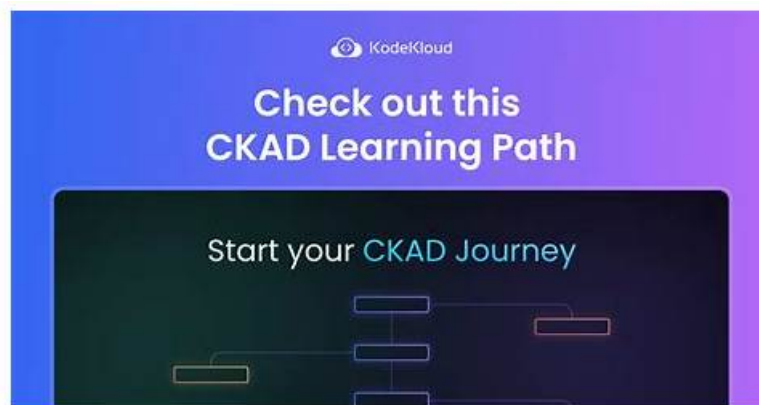 KodeKloud
Check out this
CKAD Learning Path
Start your CKAD Journey